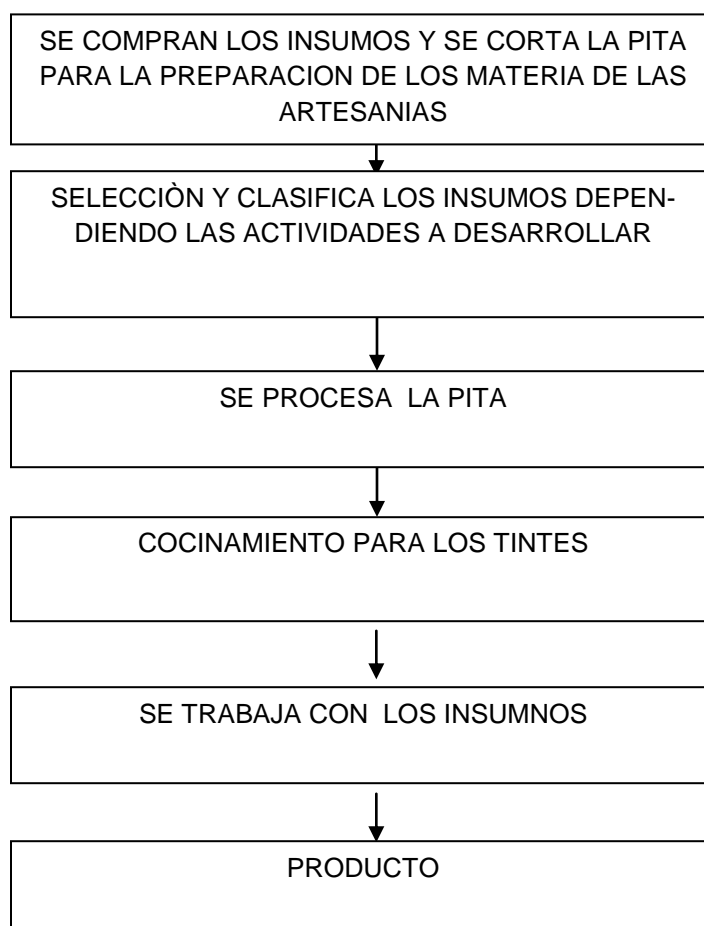 SE COMPRAN LOS INSUMOS Y SE CORTA LA PITA
PARA LA PREPARACION DE LOS MATERIA DE LAS
ARTESANIAS
SELECCIÒN Y CLASIFICA LOS INSUMOS DEPEN-
DIENDO LAS ACTIVIDADES A DESARROLLAR
SE PROCESA  LA PITA
COCINAMIENTO PARA LOS TINTES
SE TRABAJA CON  LOS INSUMNOS
PRODUCTO